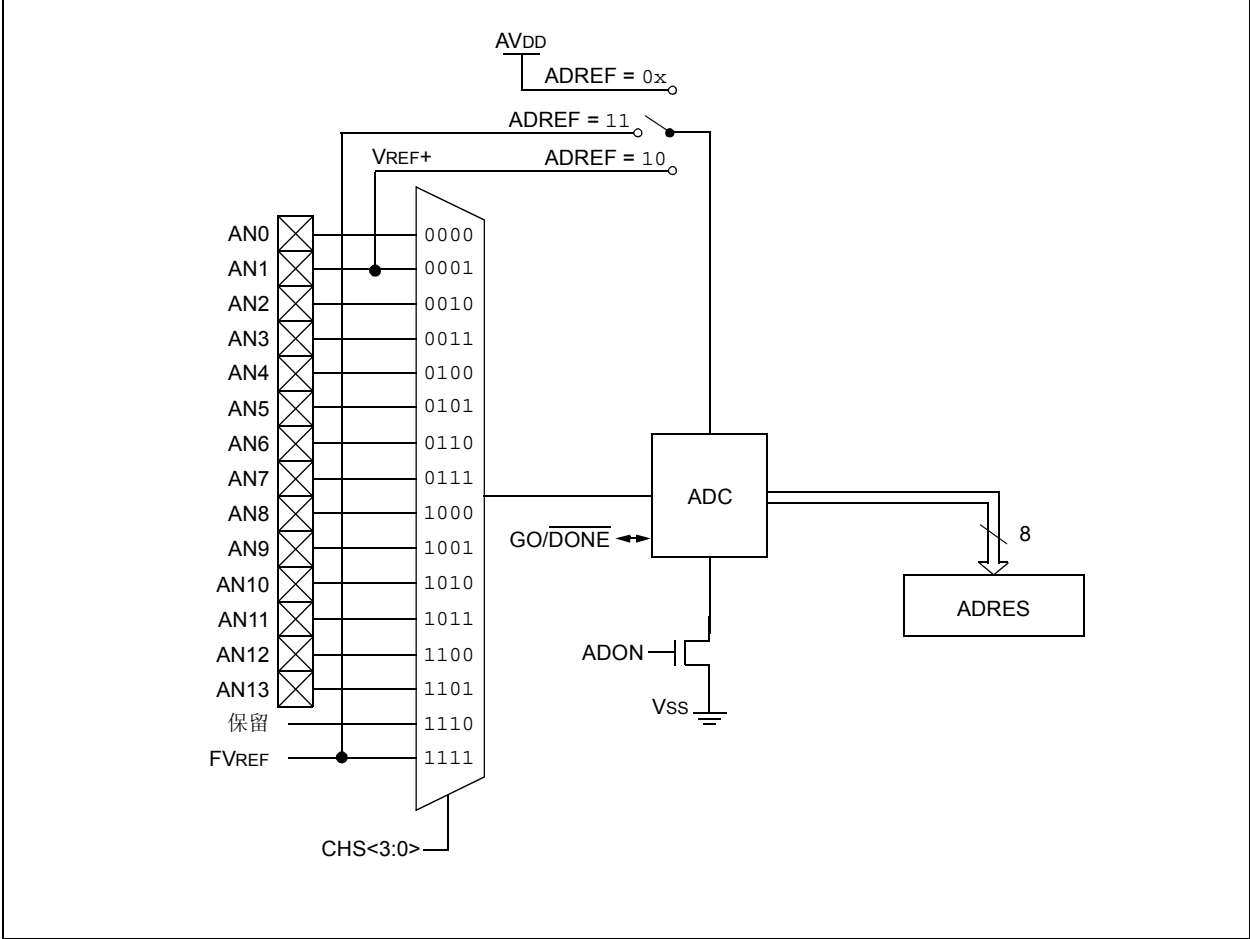 AVDD
ADREF = 0x
ADREF = 11
VREF+
ADREF = 10
AN0
0000
AN1
0001
AN2
0010
AN3
0011
AN4
0100
AN5
0101
AN6
0110
AN7
0111
AN8
1000
AN9
1001
AN10
1010
AN11
1011
AN12
1100
AN13
1101
保留
1110
FVREF
1111
CHS<3:0>
ADC
GO/DONE
8
ADRES
ADON
VSS